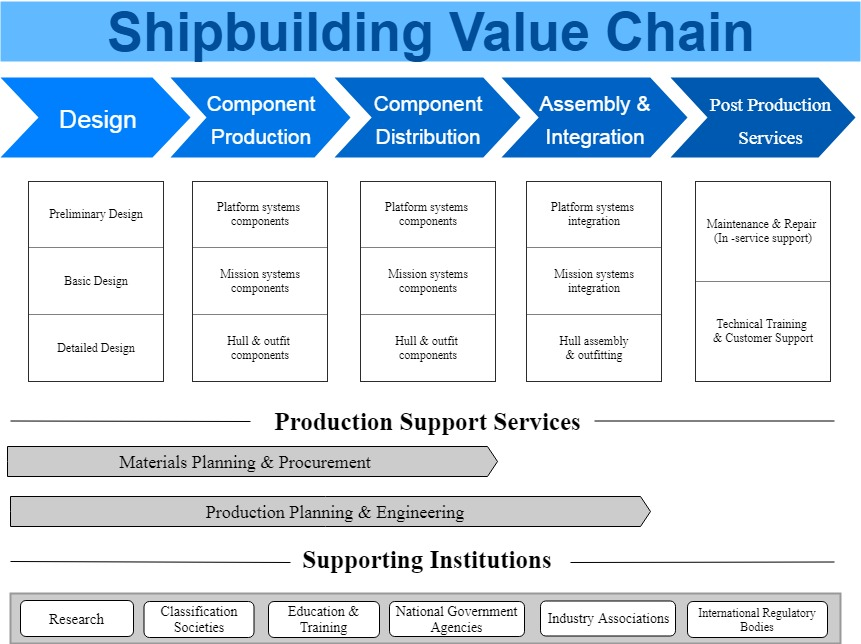 Shipbuilding Value Chain
Design
Component
Production
Component
Distribution
Assembly &
Integration
Post Production
Services
Preliminary Design
Basic Design
Detailed Design
Platform systems
components
Mission systems
components
Hull & outfit
components
Platform systems
components
Mission systems
components
Hull & outfit
components
Platform systems
integration
Mission systems
integration
Hull assembly
& outfitting
Maintenance & Repair
(In -service support)
Technical Training
& Customer Support
Production Support Services
Materials Planning & Procurement
Production Planning & Engineering
Supporting Institutions
Research
Classification
Societies
Education &
Training
National Government
Agencies
Industry Associations
International Regulatory
Bodies